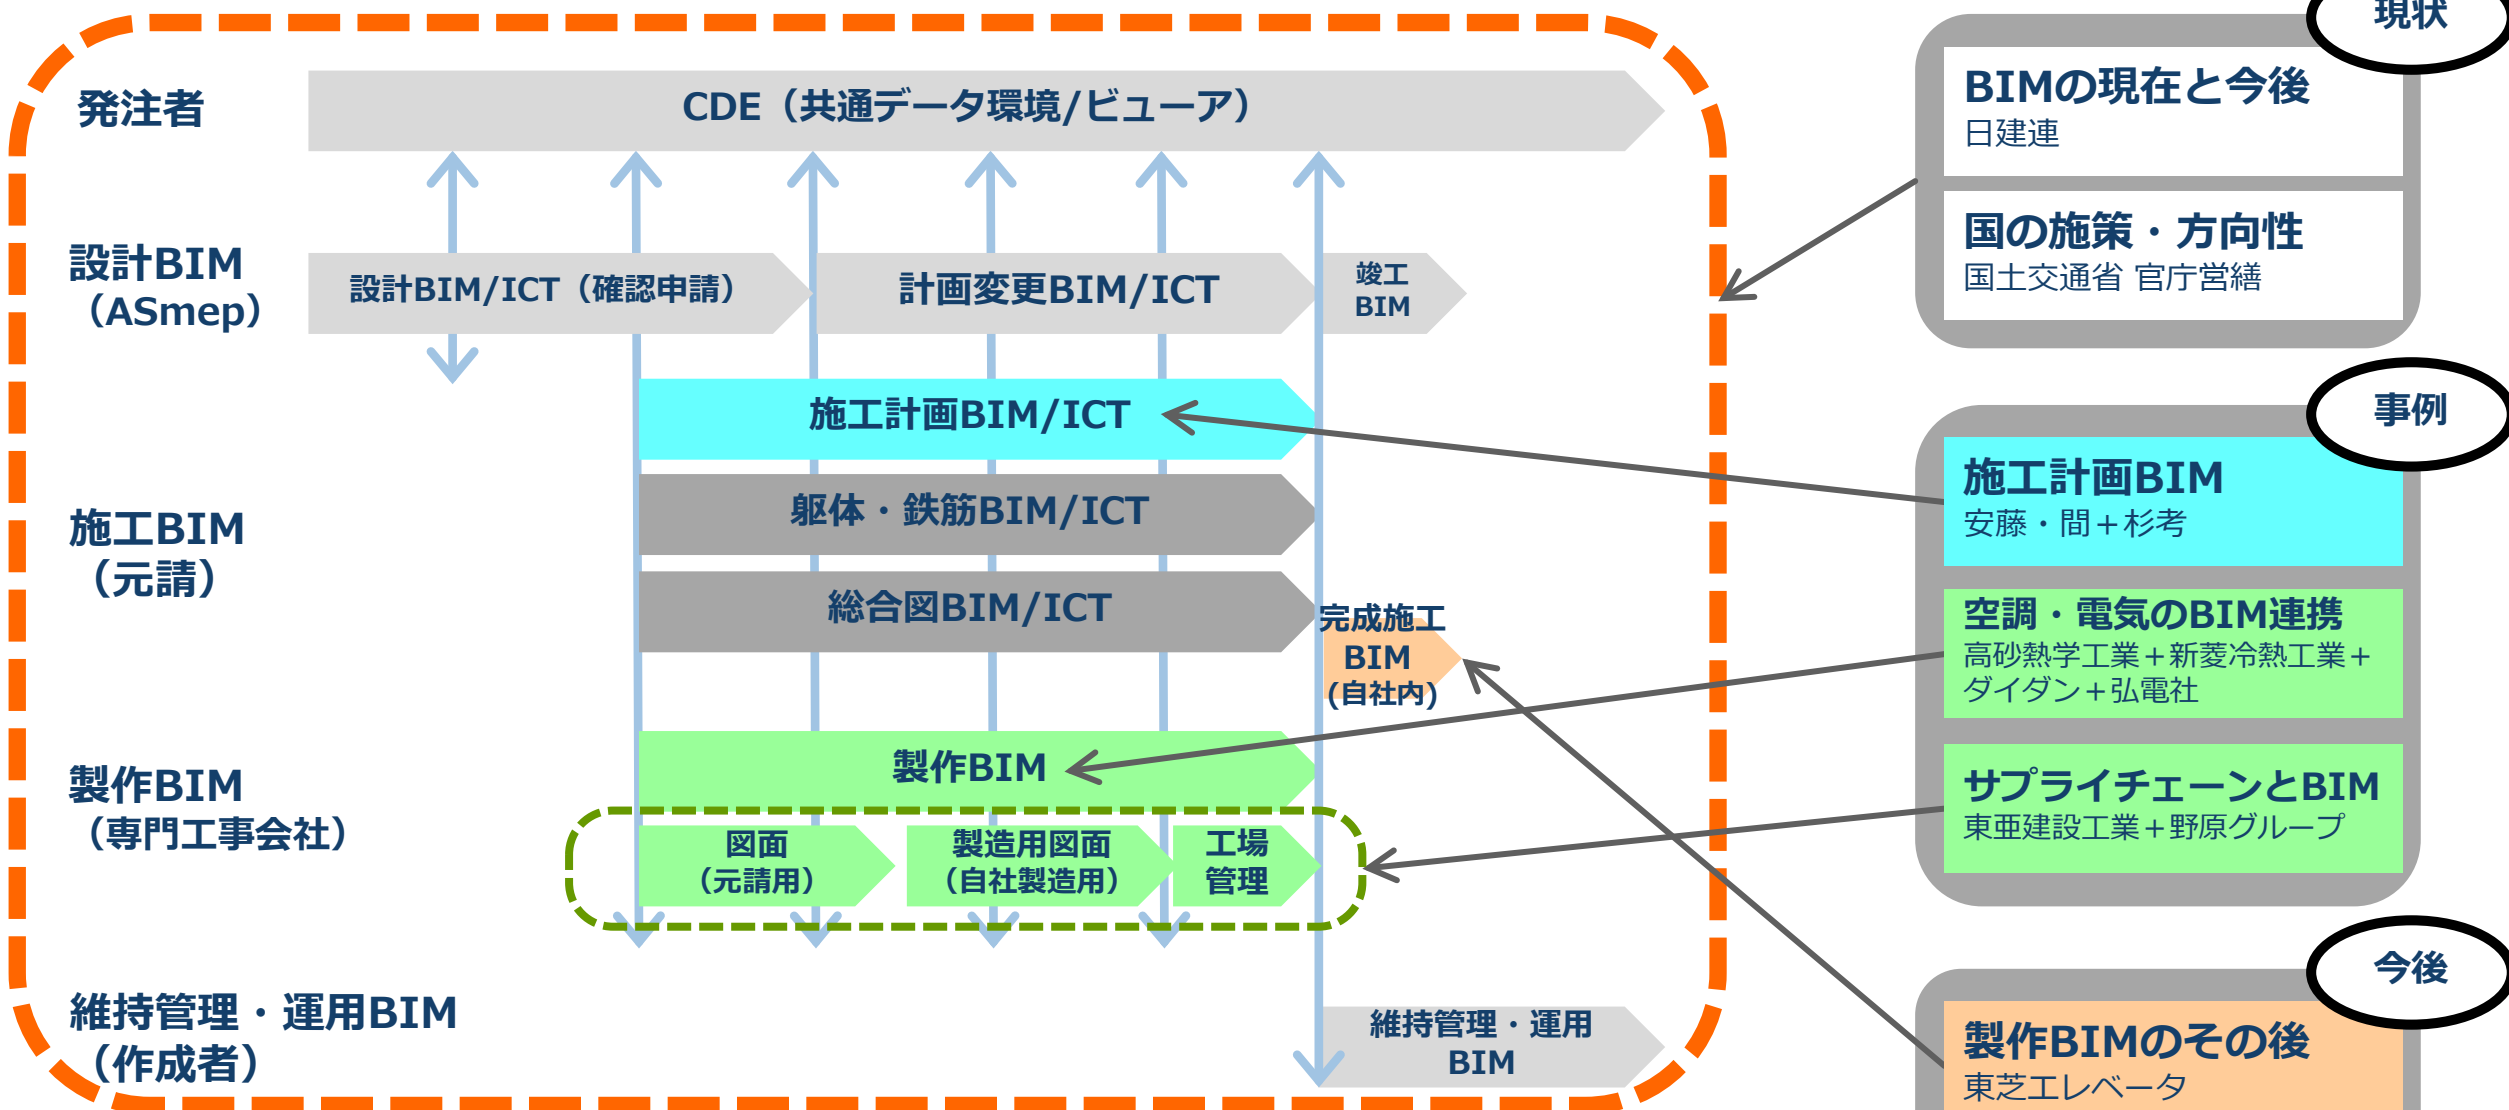 発注者
CDE（共通データ環境/ビューア）
設計BIM
（ASmep）
設計BIM/ICT（確認申請）
計画変更BIM/ICT
竣工
BIM
施工BIM
（元請）
施工計画BIM/ICT
躯体・鉄筋BIM/ICT
総合図BIM/ICT
完成施工
BIM
（自社内）
製作BIM
（専門工事会社）
製作BIM
図面
（元請用）
製造用図面
（自社製造用）
工場
管理
維持管理・運用BIM
（作成者）
維持管理・運用
BIM
現状
BIMの現在と今後
日建連
国の施策・方向性
国土交通省 官庁営繕
事例
施工計画BIM
安藤・間＋杉考
空調・電気のBIM連携
高砂熱学工業＋新菱冷熱工業＋
ダイダン＋弘電社
サプライチェーンとBIM
東亜建設工業＋野原グループ
今後
製作BIMのその後
東芝エレベータ